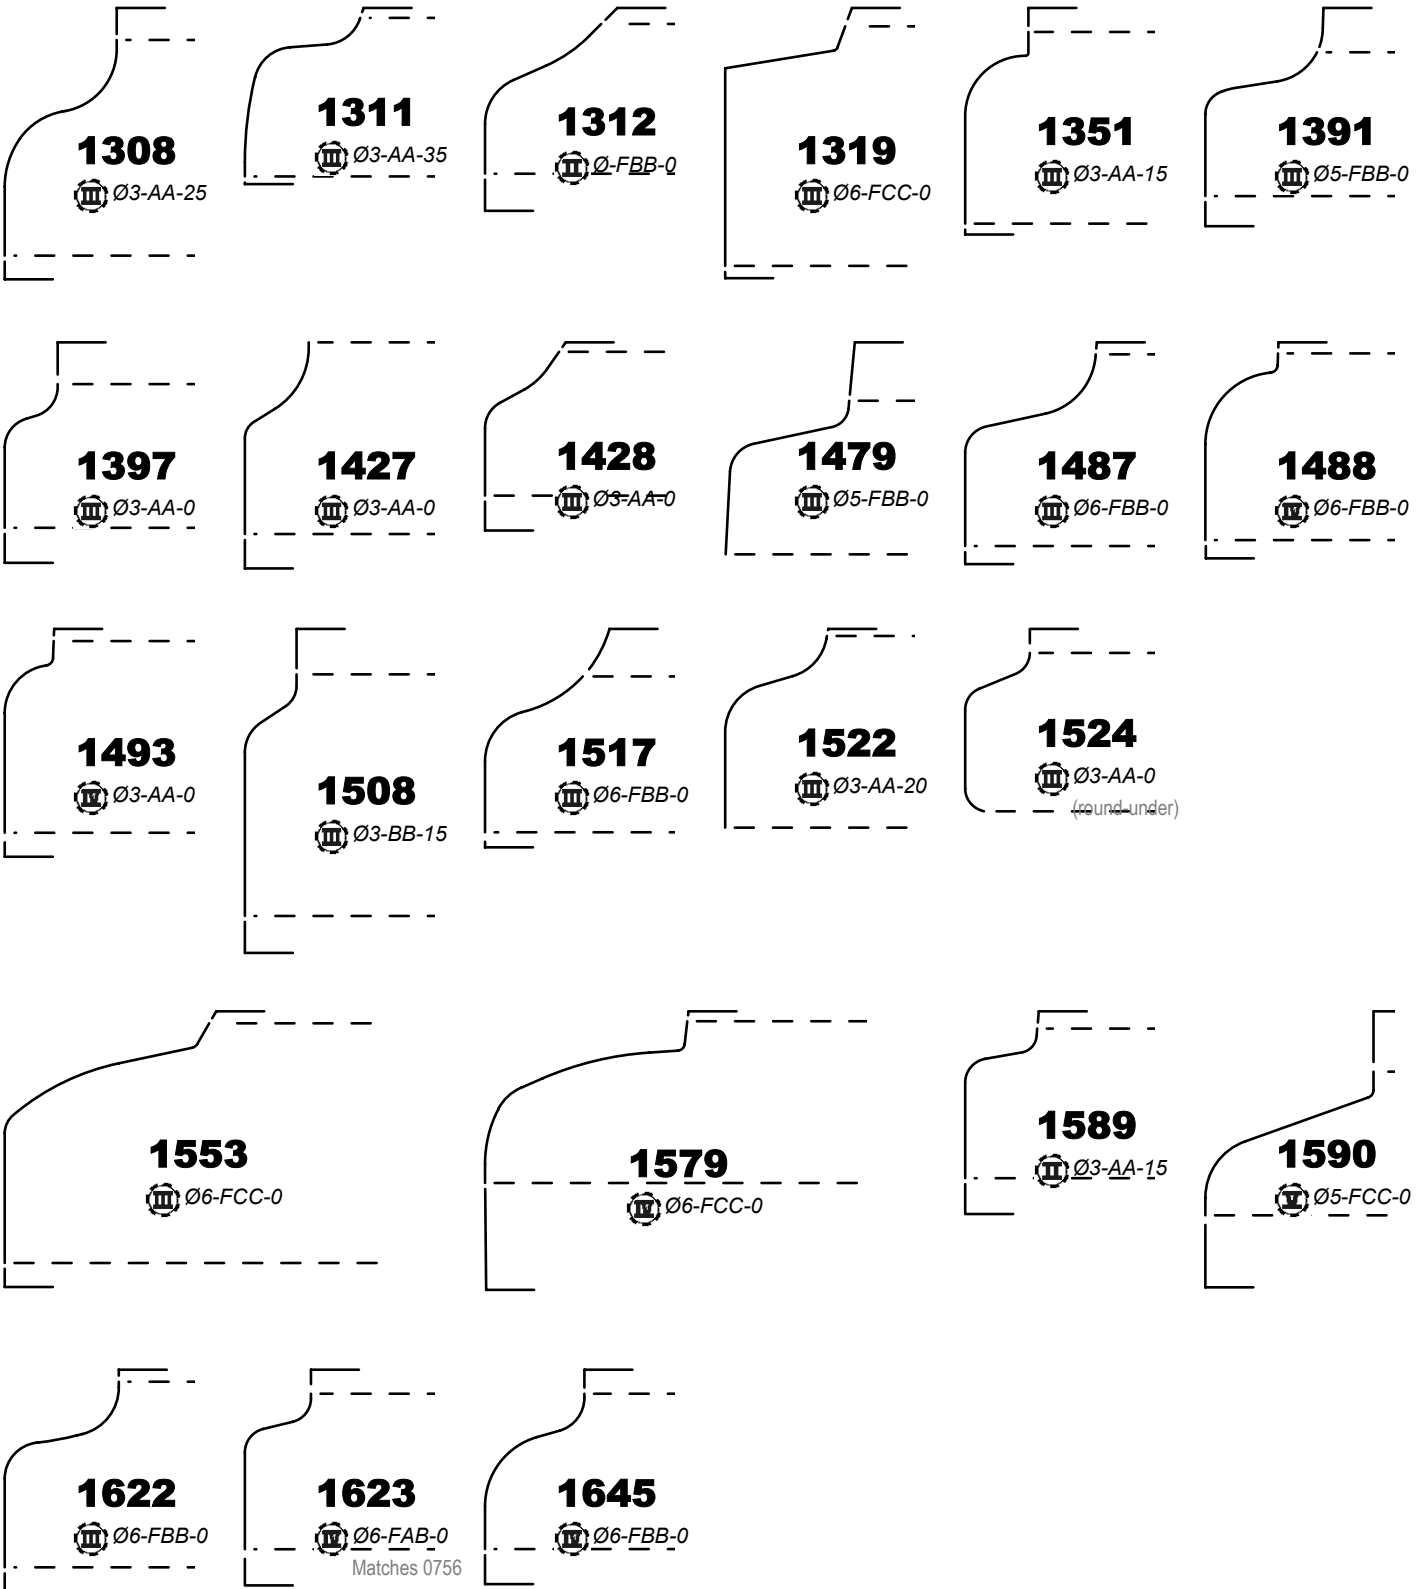 1308
III Ø3-AA-25
1311
III Ø3-AA-35
1312
II Ø-FBB-0
1319
III Ø6-FCC-0
1351
III Ø3-AA-15
1391
III Ø5-FBB-0
1397
III Ø3-AA-0
1427
III Ø3-AA-0
1428
III Ø3-AA-0
1479
III Ø5-FBB-0
1487
III Ø6-FBB-0
1488
IV Ø6-FBB-0
1493
IV Ø3-AA-0
1508
III Ø3-BB-15
1517
III Ø6-FBB-0
1522
III Ø3-AA-20
1524
III Ø3-AA-0
(round-under)
1553
III Ø6-FCC-0
1579
IV Ø6-FCC-0
1589
II Ø3-AA-15
1590
V Ø5-FCC-0
1622
III Ø6-FBB-0
1623
IV Ø6-FAB-0
Matches 0756
1645
IV Ø6-FBB-0